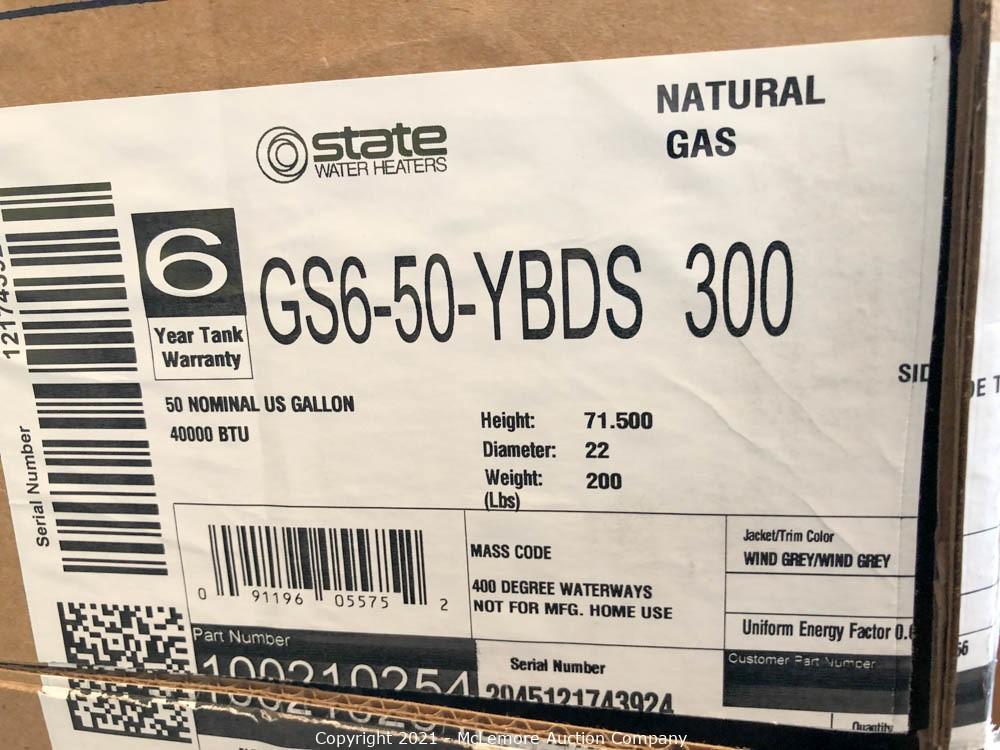 NATURAL
GAS
state
WATER HEATERS
6
Year Tank
Warranty
GS6-50-YBDS 300
50 NOMINAL US GALLON
40000 BTU
Height: 71.500
Diameter: 22
Weight: 200
(Lbs)
Serial Number
0 91196 05575 2
MASS CODE
400 DEGREE WATERWAYS
NOT FOR MFG. HOME USE
Jacket/Trim Color
WIND GREY/WIND GREY
Uniform Energy Factor
Part Number
100210254
Serial Number
2045121743924
Customer Part Number
Quantity
Copyright 2021 - McLemore Auction Company